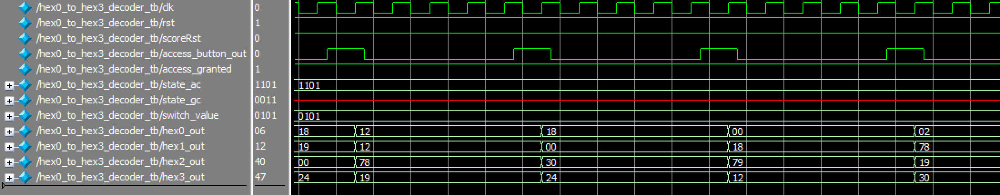 /hex0_to_hex3_decoder_tb/clk 0
/hex0_to_hex3_decoder_tb/rst 1
/hex0_to_hex3_decoder_tb/scoreRst 0
/hex0_to_hex3_decoder_tb/access_button_out 0
/hex0_to_hex3_decoder_tb/access_granted 1
/hex0_to_hex3_decoder_tb/state_ac 1101 1101
/hex0_to_hex3_decoder_tb/state_gc 0011
/hex0_to_hex3_decoder_tb/switch_value 0101 0101
/hex0_to_hex3_decoder_tb/hex0_out 06 18 12 18 00 02
/hex0_to_hex3_decoder_tb/hex1_out 12 19 12 00 18 78
/hex0_to_hex3_decoder_tb/hex2_out 40 00 78 30 79 19
/hex0_to_hex3_decoder_tb/hex3_out 47 24 19 24 12 30